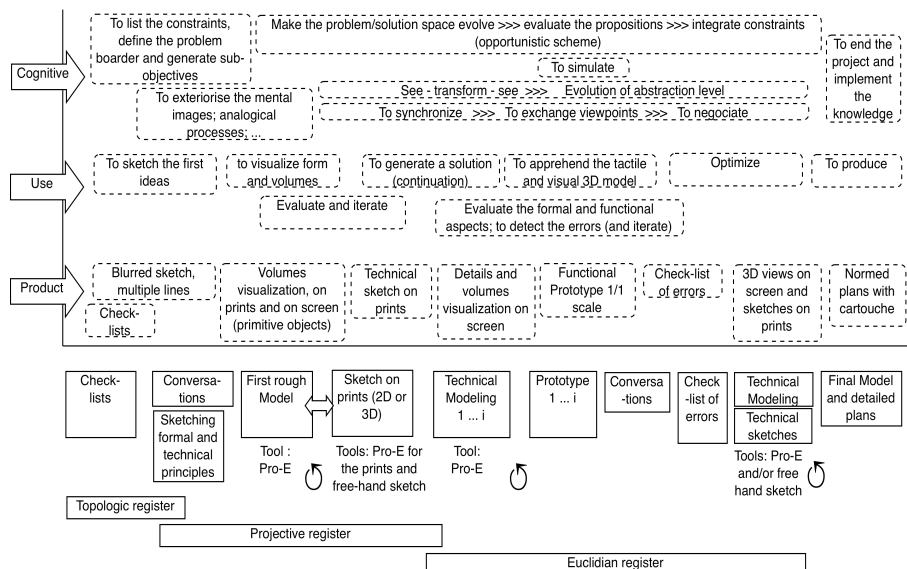 Cognitive
To list the constraints,
define the problem
boarder and generate sub-
objectives
Make the problem/solution space evolve >>> evaluate the propositions >>> integrate constraints
(opportunistic scheme)
To simulate
See - transform - see >>> Evolution of abstraction level
To synchronize >>> To exchange viewpoints >>> To negociate
To exteriorise the mental
images; analogical
processes; ...
To end the
project and
implement
the
knowledge
Use
To sketch the first
ideas
to visualize form
and volumes
To generate a solution
(continuation)
To apprehend the tactile
and visual 3D model
Optimize
To produce
Evaluate and iterate
Evaluate the formal and functional
aspects; to detect the errors (and iterate)
Product
Blurred sketch,
multiple lines
Check-
lists
Volumes
visualization, on
prints and on screen
(primitive objects)
Technical
sketch on
prints
Details and
volumes
visualization on
screen
Functional
Prototype 1/1
scale
Check-list
of errors
3D views on
screen and
sketches on
prints
Normed
plans with
cartouche
Check-
lists
Conversa-
tions
Sketching
formal and
technical
principles
First rough
Model
Tool :
Pro-E
Sketch on
prints (2D or
3D)
Tools: Pro-E for
the prints and
free-hand sketch
Technical
Modeling
1 ... i
Tool:
Pro-E
Prototype
1 ... i
Conversa
-tions
Check
-list of
errors
Technical
Modeling
Technical
sketches
Tools: Pro-E
and/or free
hand sketch
Final Model
and detailed
plans
Topologic register
Projective register
Euclidian register